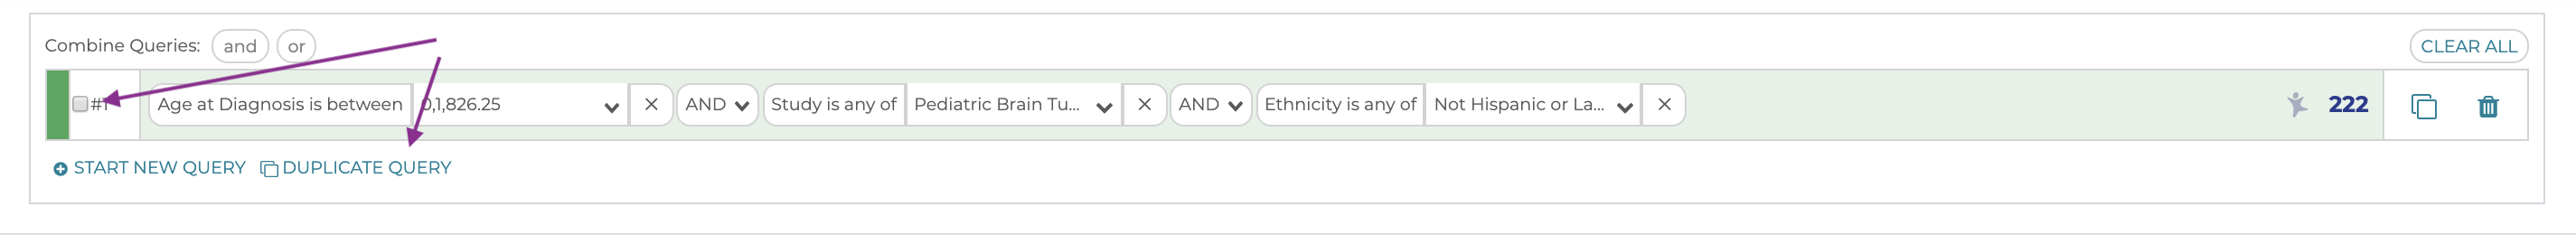 Combine Queries: and or CLEAR ALL
#1 Age at Diagnosis is between 0,1,826.25 × AND Study is any of Pediatric Brain Tu... × AND Ethnicity is any of Not Hispanic or La... × 222
START NEW QUERY DUPLICATE QUERY